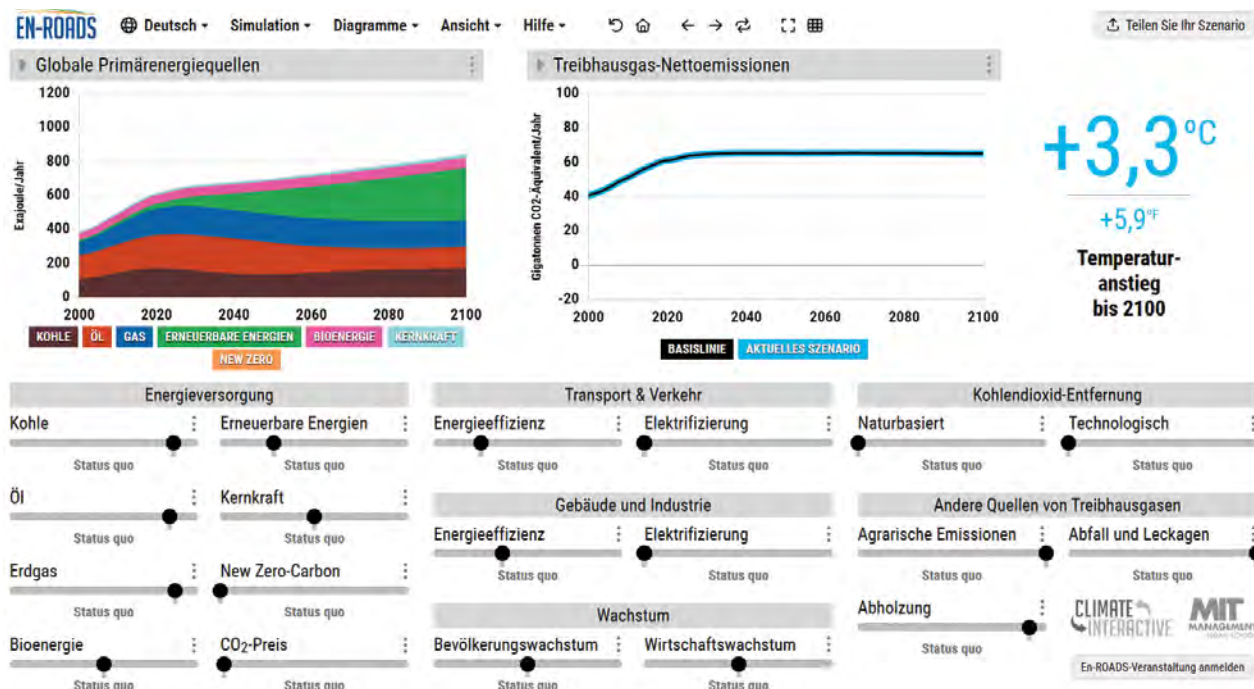 EN-ROADS
Deutsch
Simulation
Diagramme
Ansicht
Hilfe
Teilen Sie Ihr Szenario
Globale Primärenergiequellen
1200
1000
800
600
400
200
0
Exajoule/Jahr
2000 2020 2040 2060 2080 2100
KOHLE ÖL GAS ERNEUERBARE ENERGIEN BIOENERGIE KERNKRAFT
NEW ZERO
Treibhausgas-Nettoemissionen
100
80
60
40
20
0
-20
Gigatonnen CO2-Äquivalent/Jahr
2000 2020 2040 2060 2080 2100
BASISLINIE AKTUELLES SZENARIO
+3,3°C
+5,9°F
Temperatur-
anstieg
bis 2100
Energieversorgung
Kohle
Status quo
Erneuerbare Energien
Status quo
Öl
Status quo
Kernkraft
Status quo
Erdgas
Status quo
New Zero-Carbon
Status quo
Bioenergie
Status quo
CO₂-Preis
Status quo
Transport & Verkehr
Energieeffizienz
Status quo
Elektrifizierung
Status quo
Gebäude und Industrie
Energieeffizienz
Status quo
Elektrifizierung
Status quo
Wachstum
Bevölkerungswachstum
Status quo
Wirtschaftswachstum
Status quo
Kohlendioxid-Entfernung
Naturbasiert
Status quo
Technologisch
Status quo
Andere Quellen von Treibhausgasen
Agrarische Emissionen
Status quo
Abfall und Leckagen
Status quo
Abholzung
Status quo
CLIMATE
INTERACTIVE
MIT
MANAGEMENT
En-ROADS-Veranstaltung anmelden